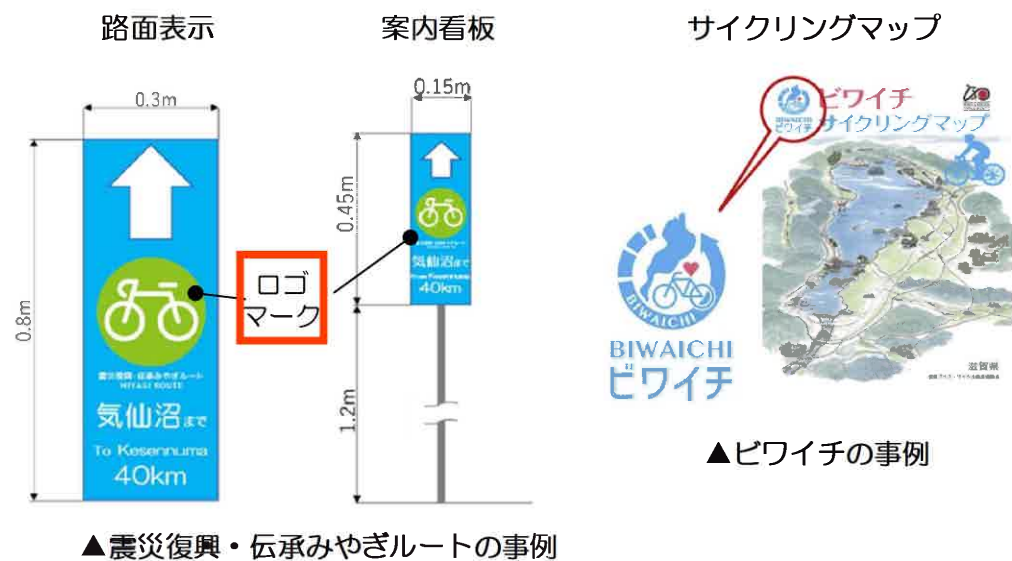 路面表示
案内看板
サイクリングマップ
0.3m
0.8m
震災復興・伝承みやぎルート
MIYAGI ROUTE
気仙沼まで
To Kesennuma
40km
ロゴ
マーク
0.15m
0.45m
1.2m
気仙沼まで
From Kesennuma
40km
▲震災復興・伝承みやぎルートの事例
BIWAICHI
ビワイチ
ビワイチ
サイクリングマップ
滋賀県
BIWAICHI
BIWAICHI
ビワイチ
▲ビワイチの事例